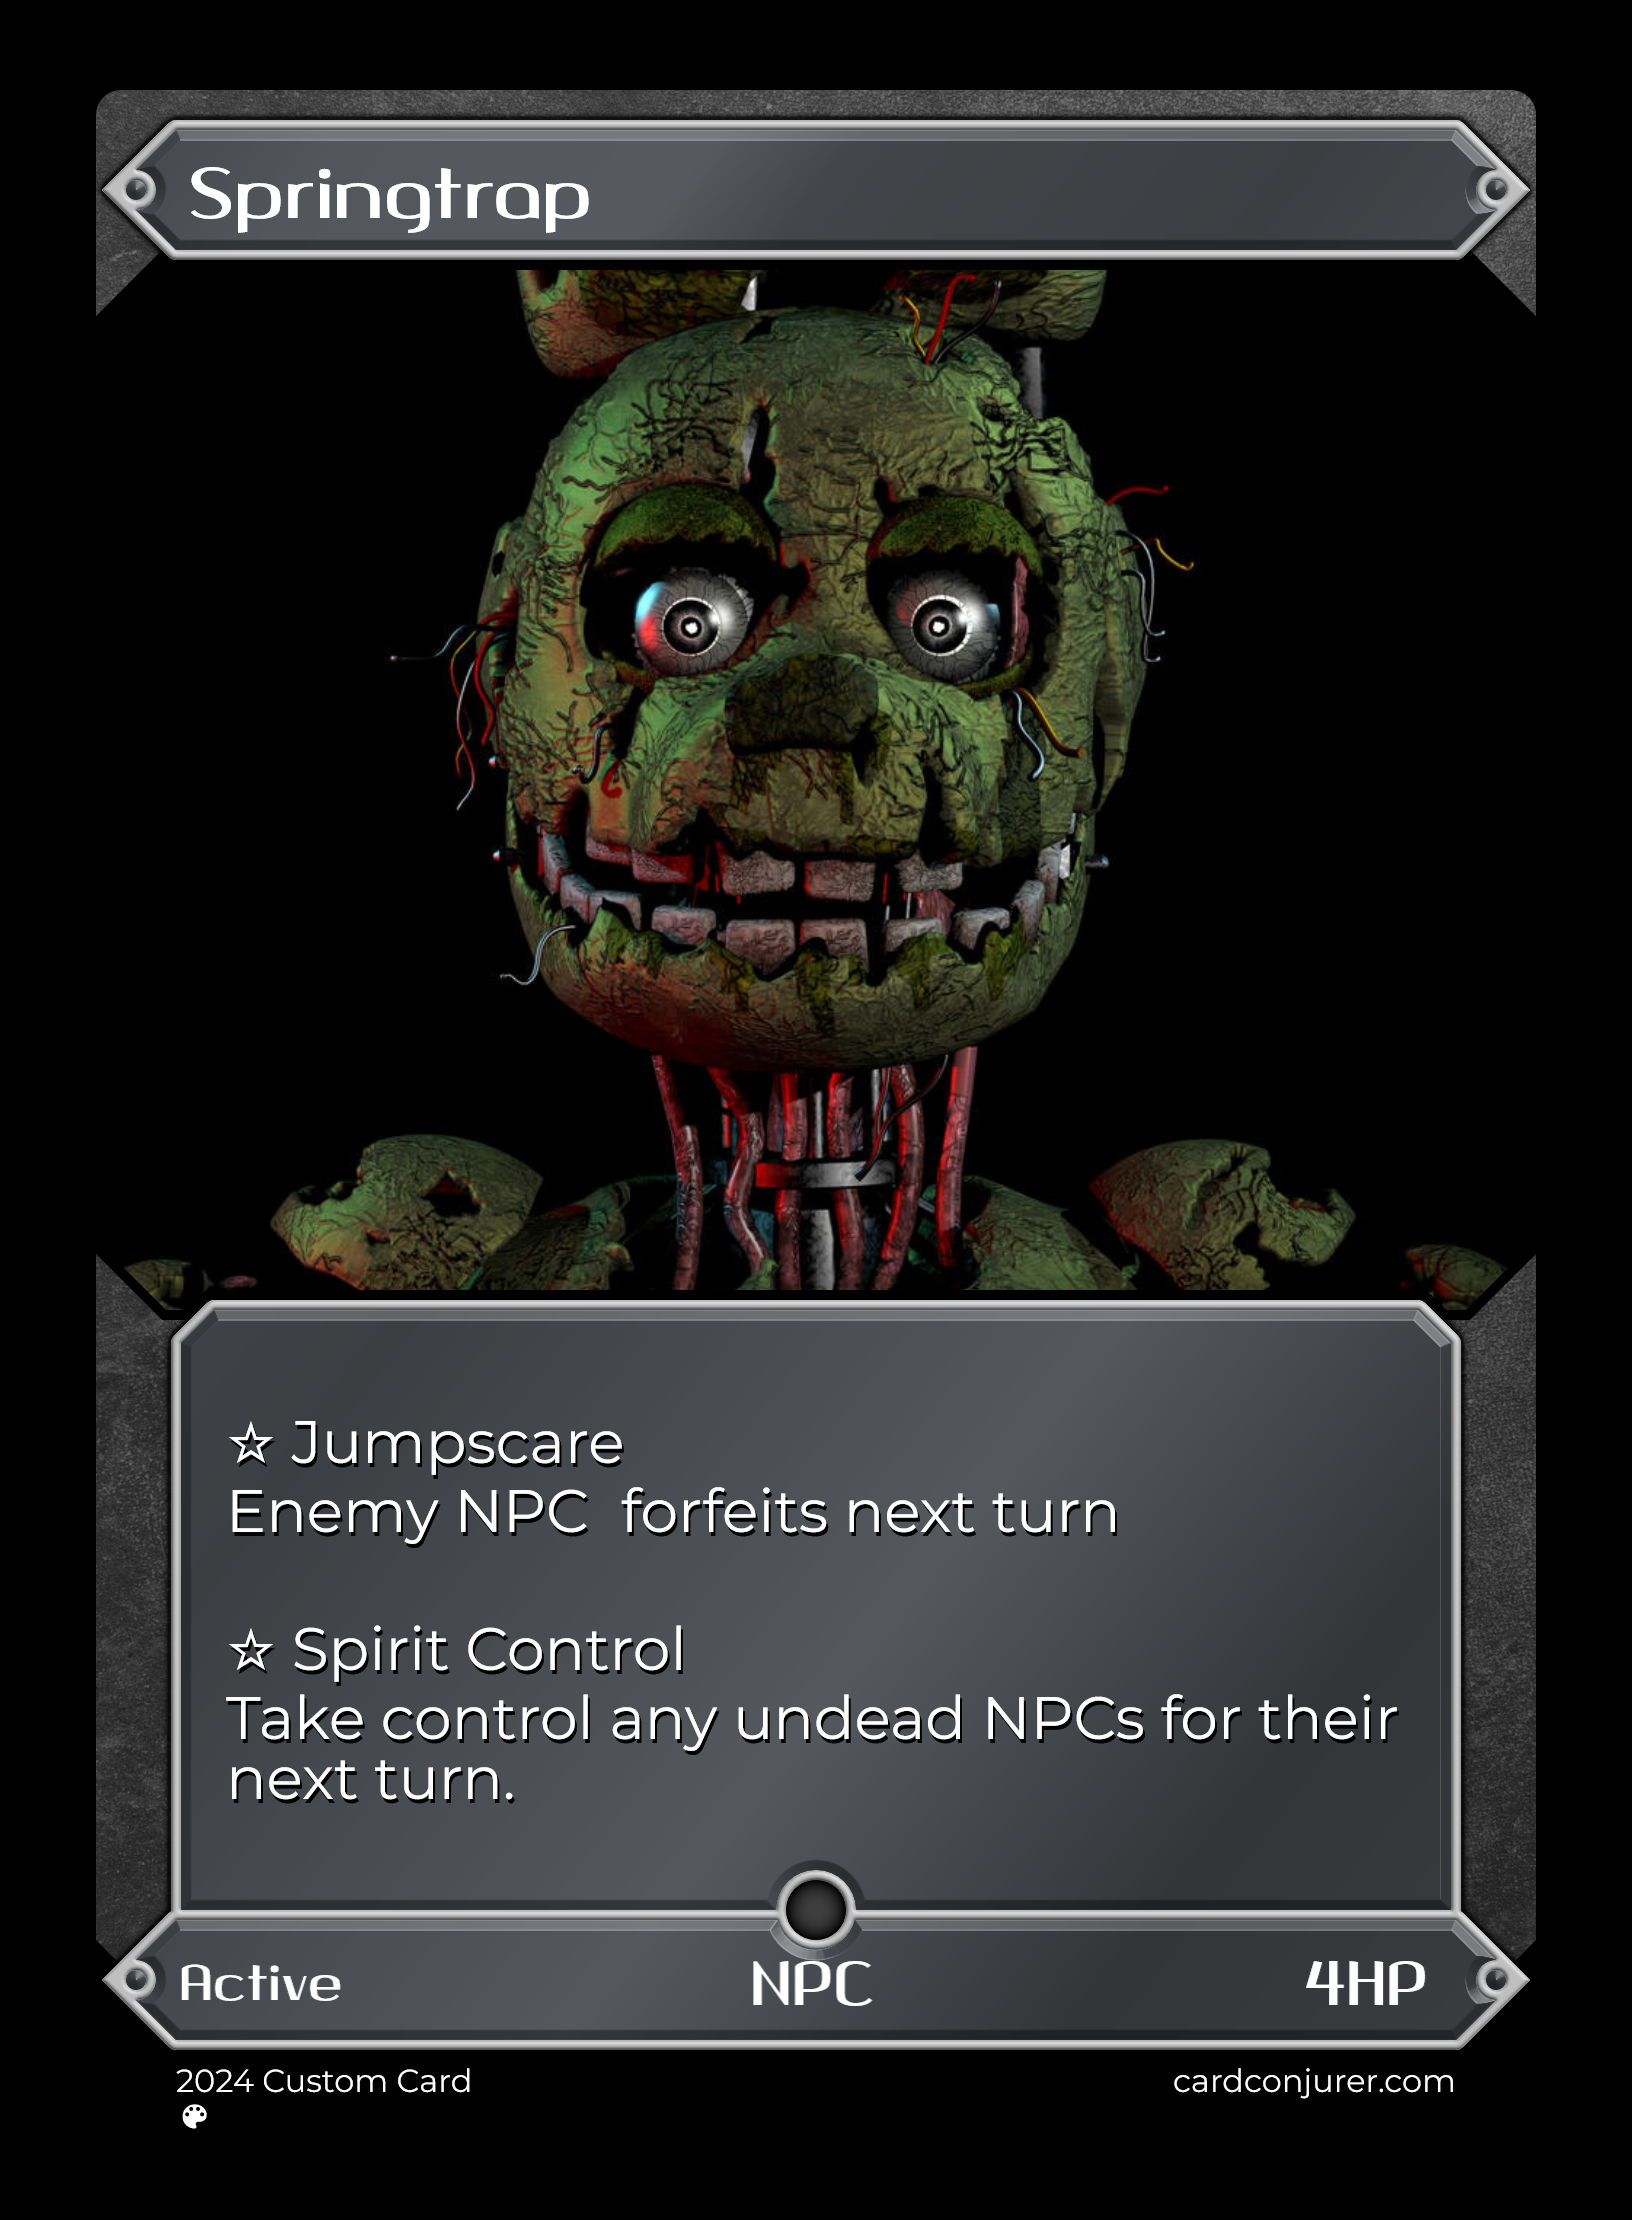 Springtrap
☆ Jumpscare
Enemy NPC  forfeits next turn
☆ Spirit Control
Take control any undead NPCs for their
next turn.
Active NPC 4HP
2024 Custom Card cardconjurer.com